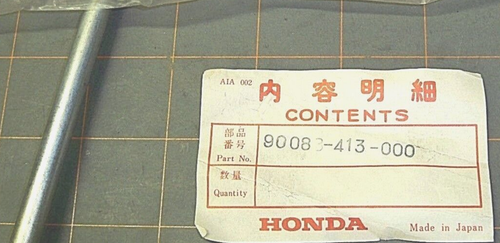 AIA 002
内容明細
CONTENTS
部品
番号
Part No.
90083-413-000
数量
Quantity
HONDA
Made in Japan